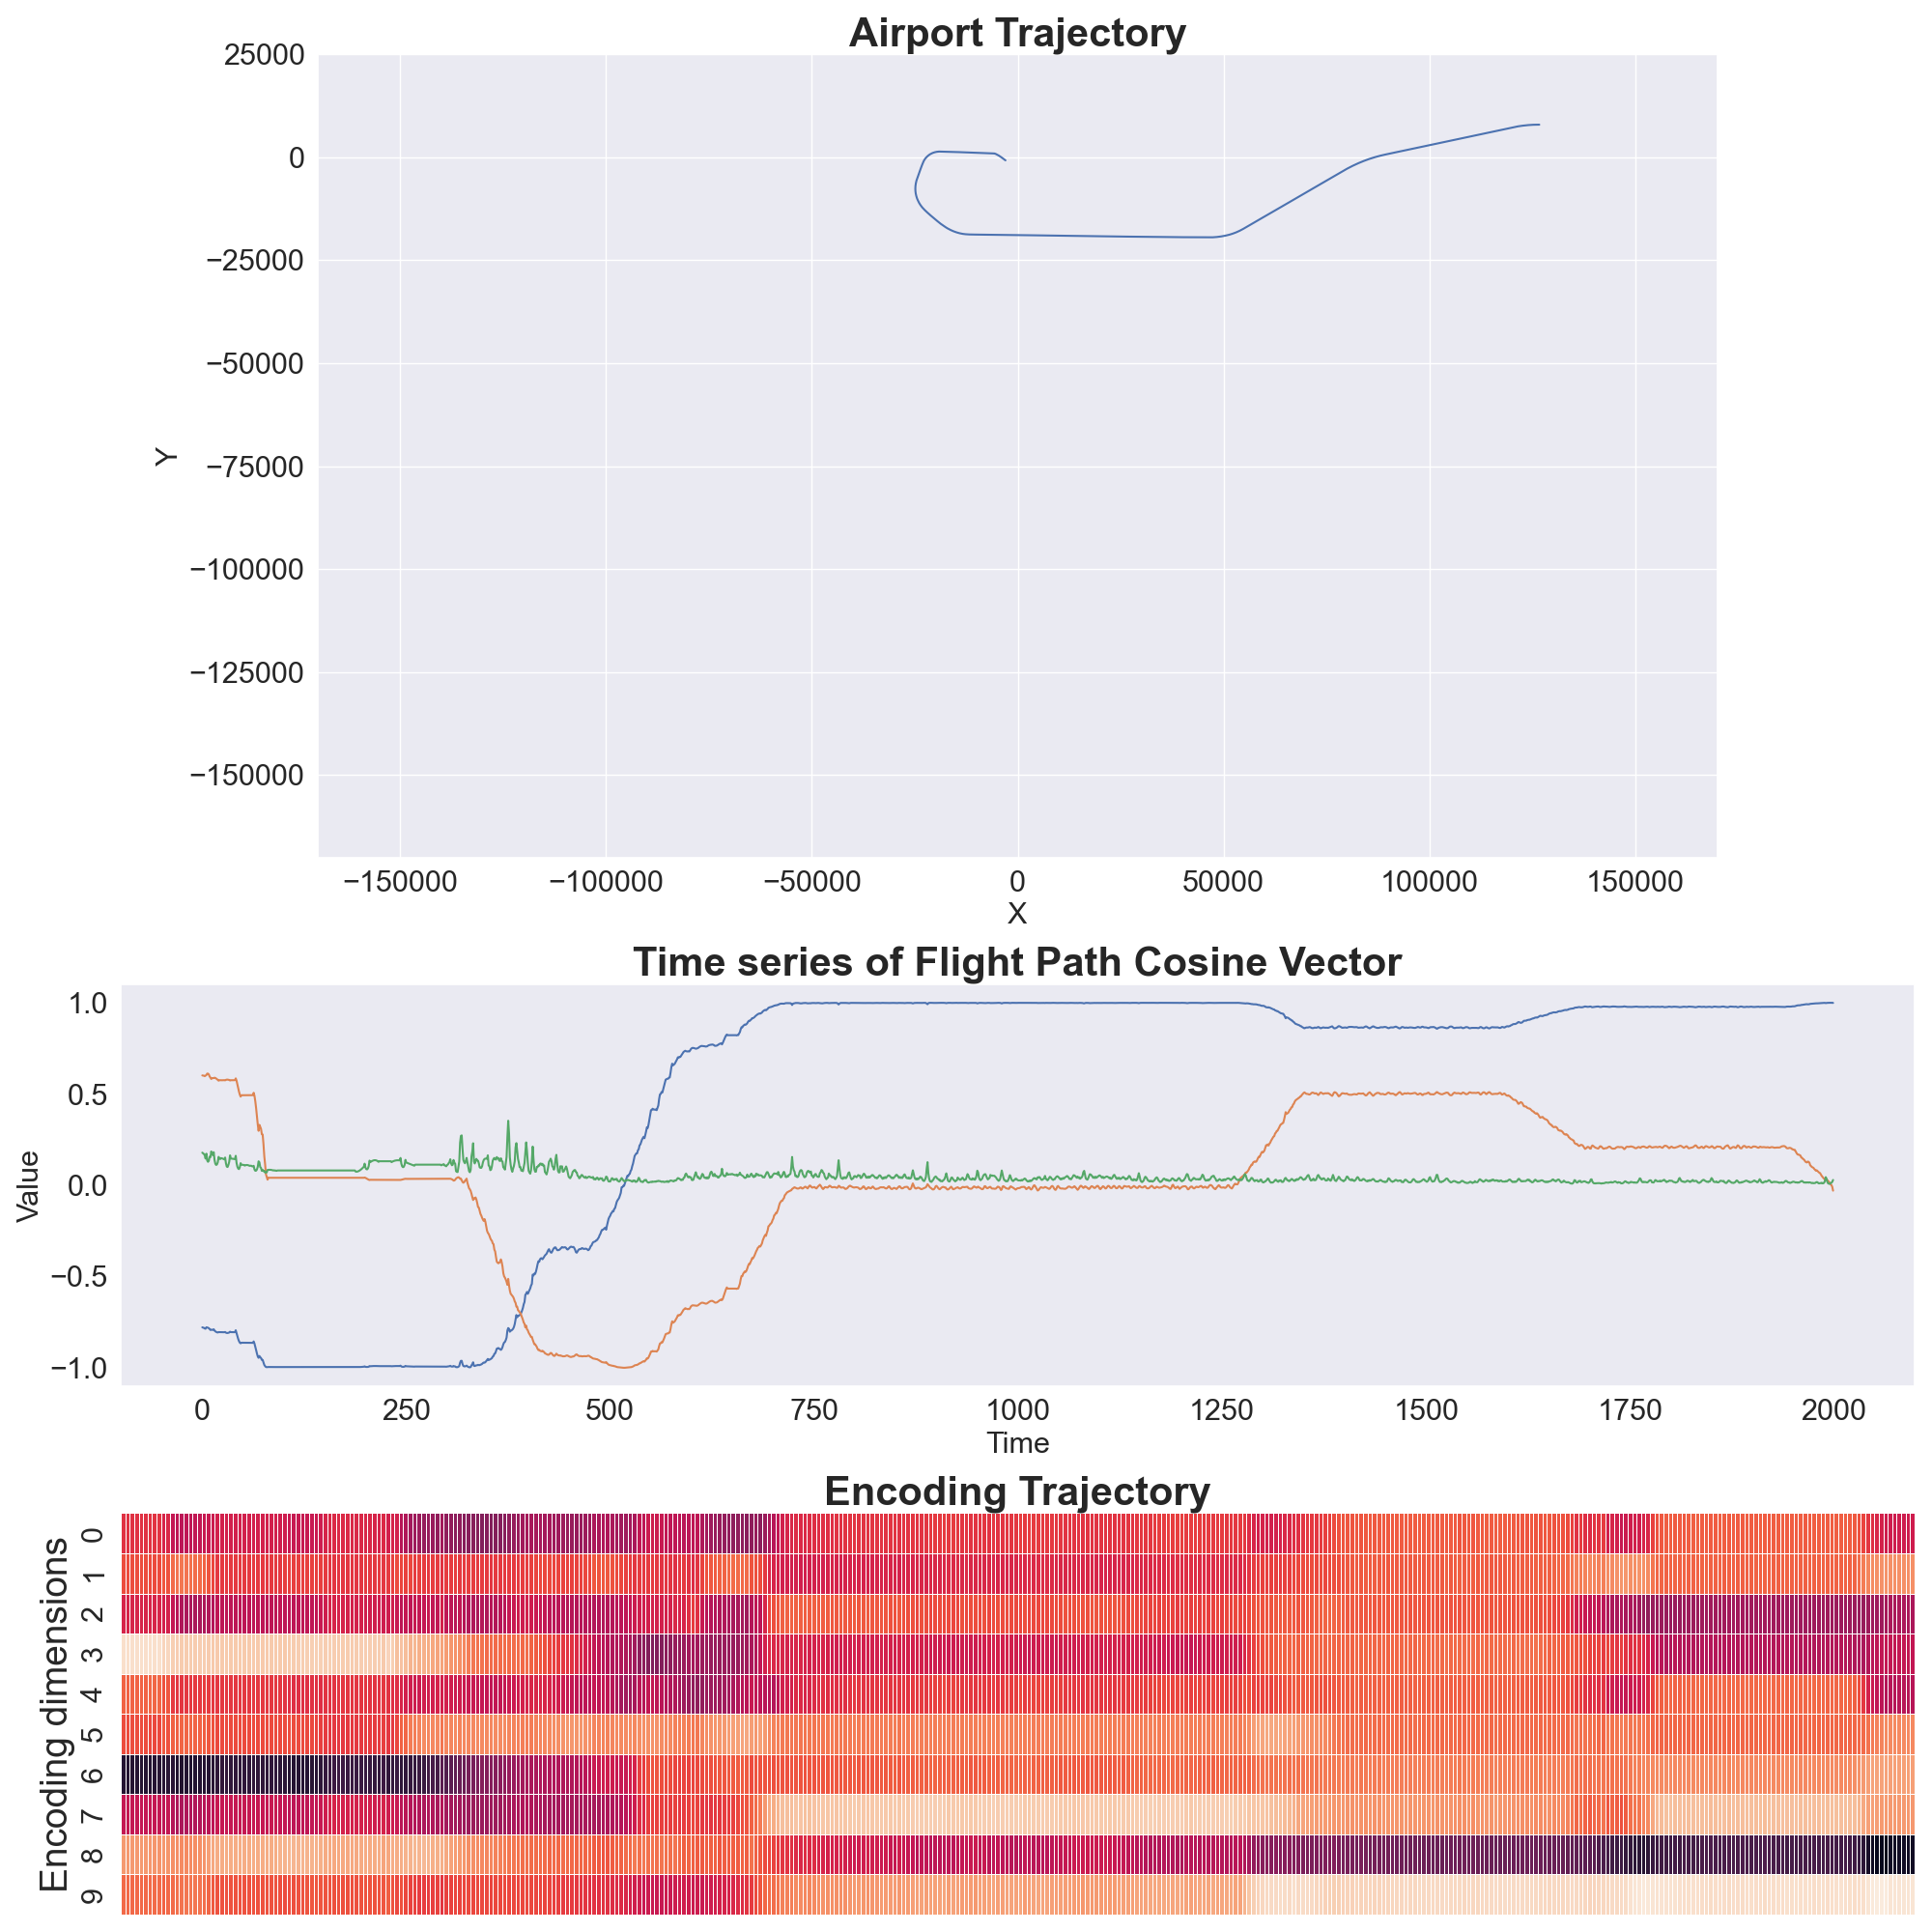 Airport Trajectory
25000
0
−25000
−50000
−75000
−100000
−125000
−150000
Y
−150000 −100000 −50000 0 50000 100000 150000
X
Time series of Flight Path Cosine Vector
1.0
0.5
0.0
−0.5
−1.0
Value
0 250 500 750 1000 1250 1500 1750 2000
Time
Encoding Trajectory
Encoding dimensions
0
1
2
3
4
5
6
7
8
9